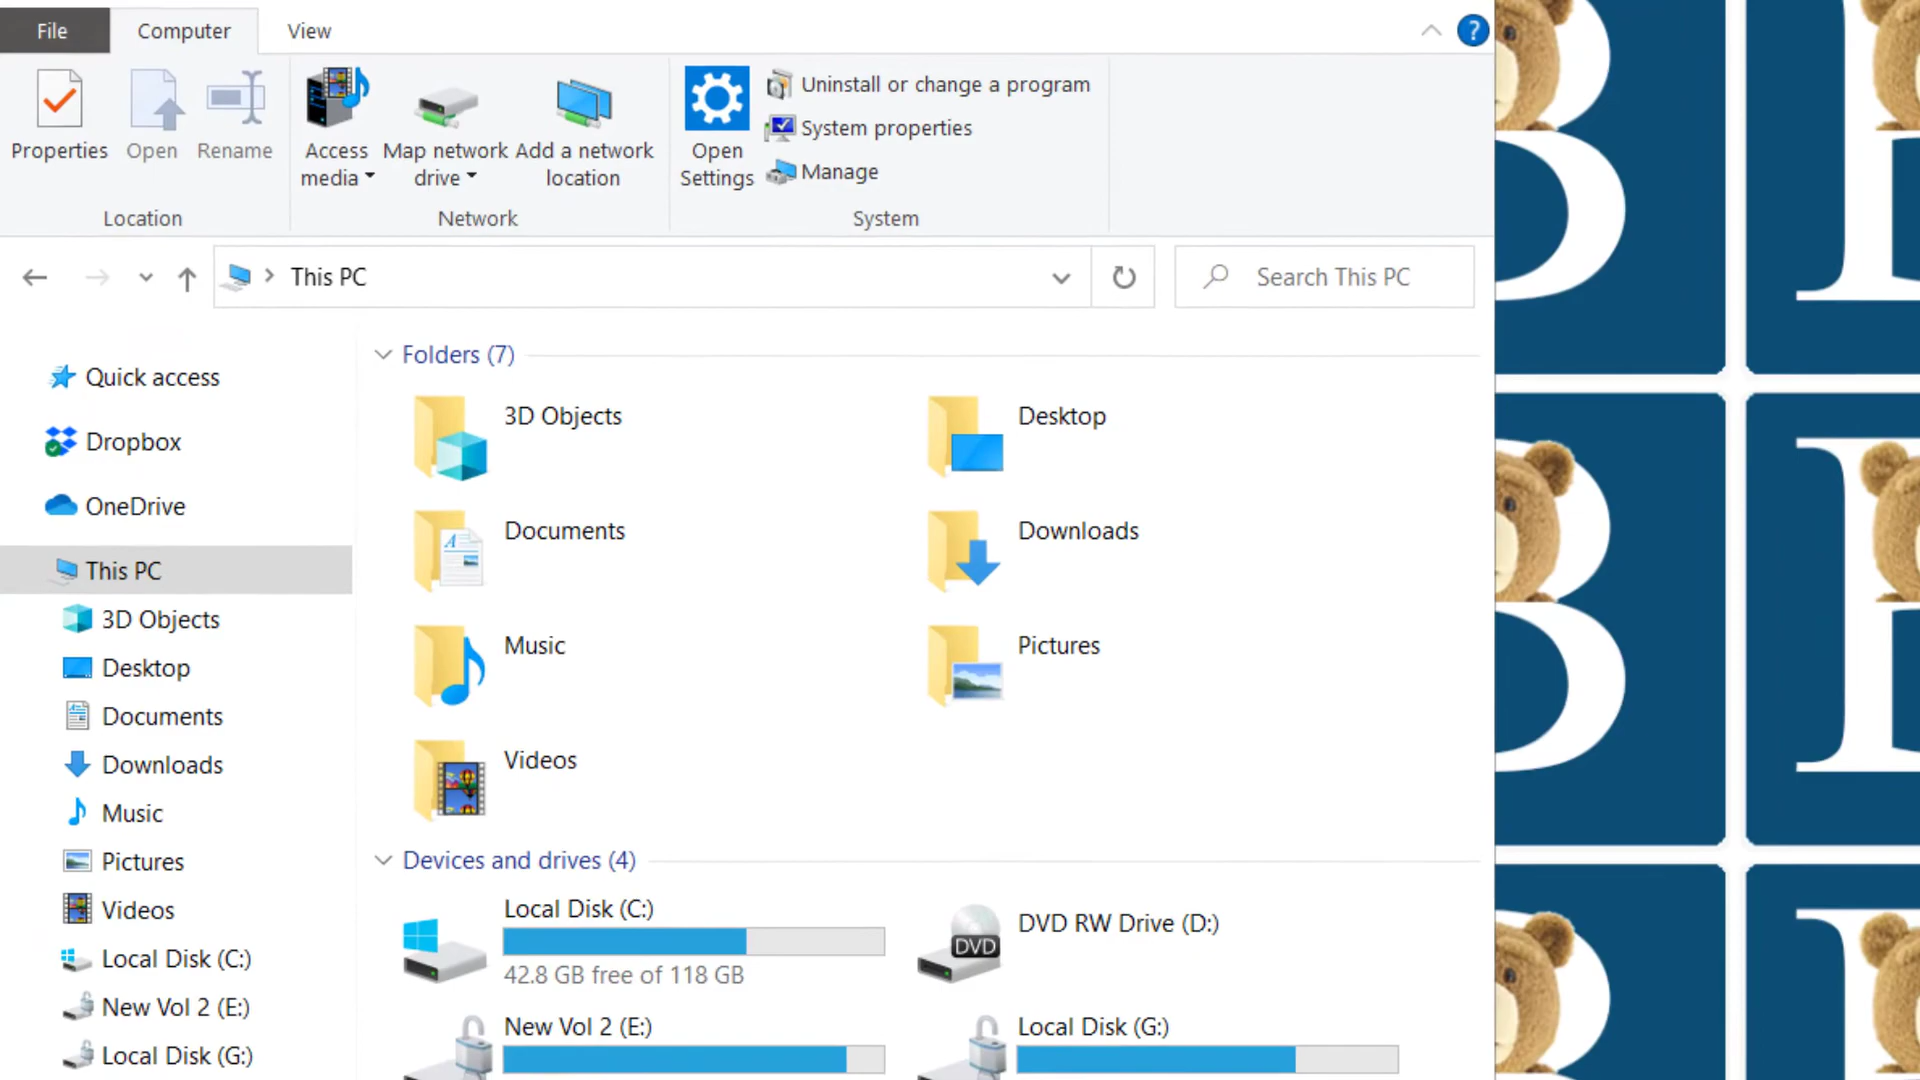 File
Computer
View
?
Properties
Open
Rename
Access
media
Map network
drive
Add a network
location
Open
Settings
Uninstall or change a program
System properties
Manage
Location
Network
System
This PC
Search This PC
Quick access
Dropbox
OneDrive
This PC
3D Objects
Desktop
Documents
Downloads
Music
Pictures
Videos
Local Disk (C:)
New Vol 2 (E:)
Local Disk (G:)
Folders (7)
3D Objects
Desktop
Documents
Downloads
Music
Pictures
Videos
Devices and drives (4)
Local Disk (C:)
42.8 GB free of 118 GB
DVD
DVD RW Drive (D:)
New Vol 2 (E:)
Local Disk (G:)